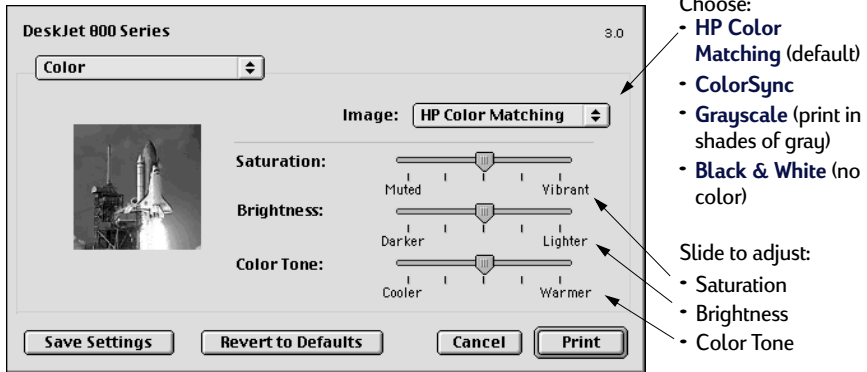 DeskJet 800 Series
3.0
Color
Image: HP Color Matching
Saturation:
Muted
Vibrant
Brightness:
Darker
Lighter
Color Tone:
Cooler
Warmer
Save Settings
Revert to Defaults
Cancel
Print
Choose:
• HP Color
Matching (default)
• ColorSync
• Grayscale (print in
shades of gray)
• Black & White (no
color)
Slide to adjust:
• Saturation
• Brightness
• Color Tone